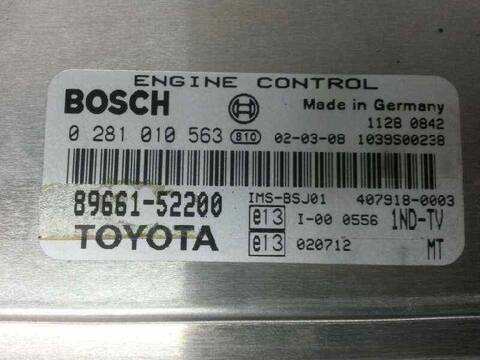 ENGINE CONTROL
BOSCH Made in Germany
1128 0842
0 281 010 563 B10 02-03-08 1039S00238
89661-52200 IMS-BSJ01 407918-0003
e13 I-00 0556 1ND-TV
TOYOTA e13 020712 MT